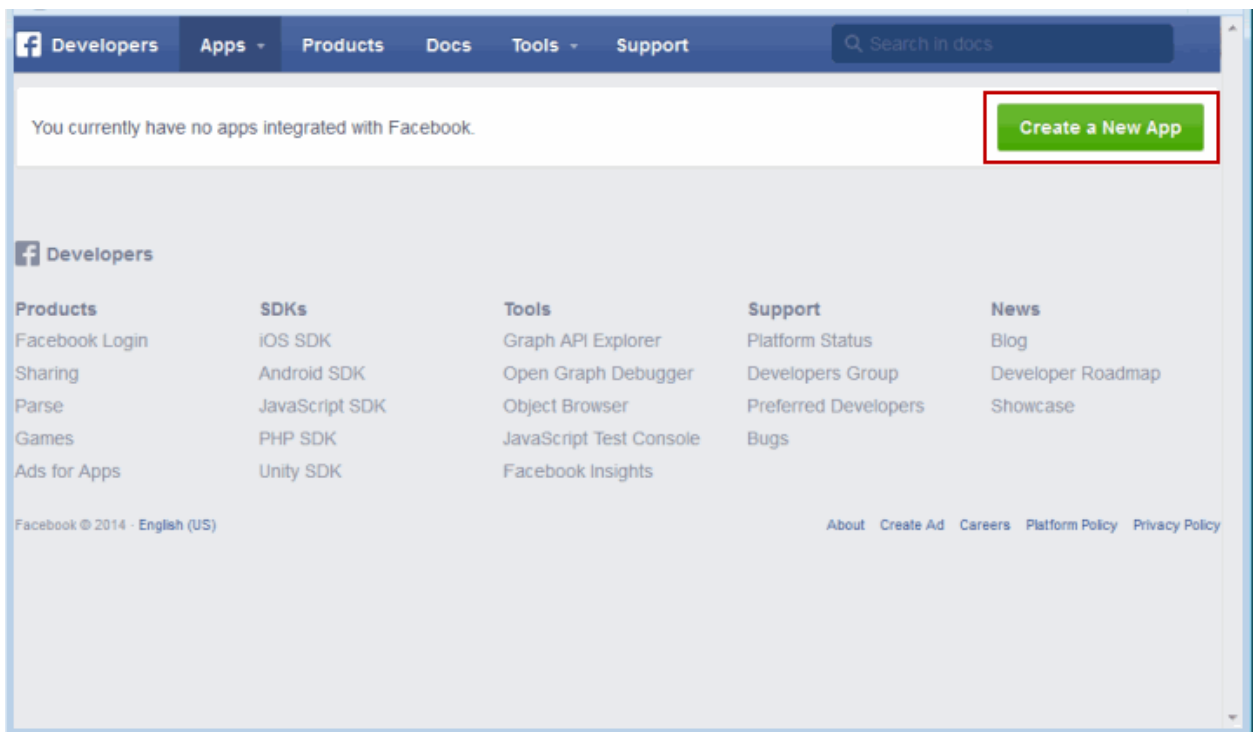 f Developers Apps Products Docs Tools Support Search in docs
You currently have no apps integrated with Facebook. Create a New App
f Developers
Products SDKs Tools Support News
Facebook Login iOS SDK Graph API Explorer Platform Status Blog
Sharing Android SDK Open Graph Debugger Developers Group Developer Roadmap
Parse JavaScript SDK Object Browser Preferred Developers Showcase
Games PHP SDK JavaScript Test Console Bugs
Ads for Apps Unity SDK Facebook Insights
Facebook © 2014 · English (US) About Create Ad Careers Platform Policy Privacy Policy